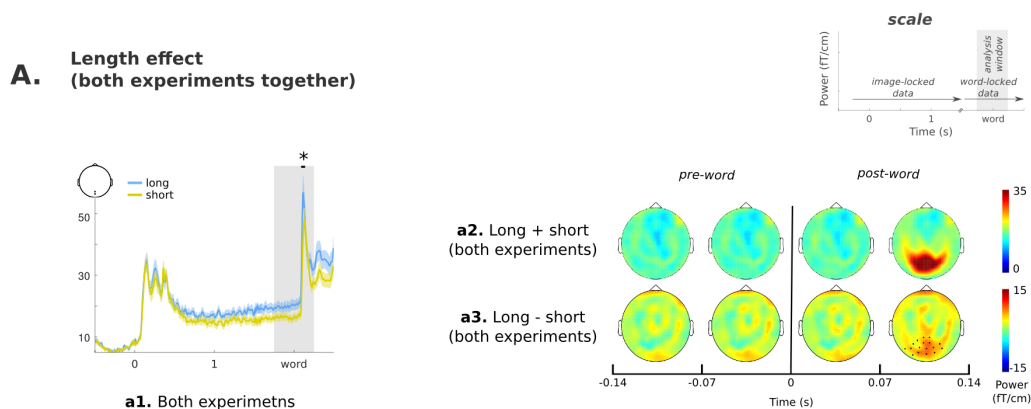 scale
A.
Length effect
(both experiments together)
Power (fT/cm)
analysis
window
image-locked
data
word-locked
data
0
1
word
Time (s)
*
long
short
50
30
10
0
1
word
a1. Both experimetns
pre-word
post-word
a2. Long + short
(both experiments)
35
0
a3. Long - short
(both experiments)
15
-15
-0.14
-0.07
0
0.07
0.14
Time (s)
Power
(fT/cm)